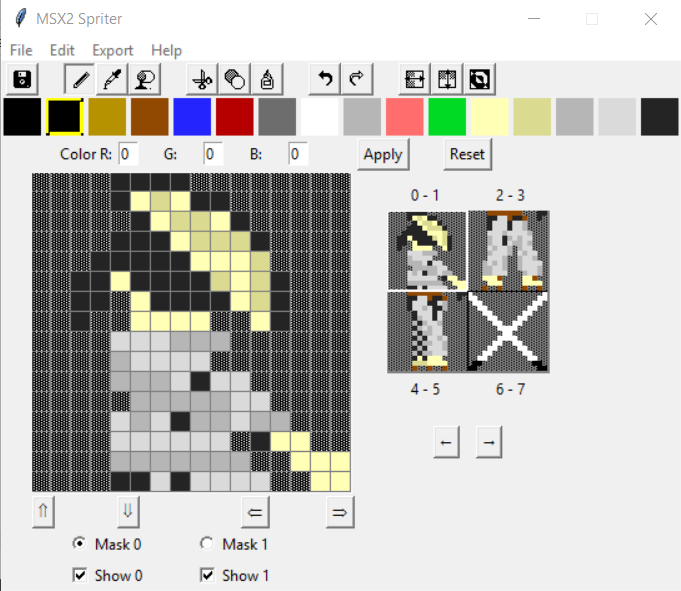 MSX2 Spriter
File Edit Export Help
Color R: 0 G: 0 B: 0 Apply Reset
0 - 1 2 - 3
4 - 5 6 - 7
← →
⇑ ⇓ ⇐ ⇒
Mask 0 Mask 1
Show 0 Show 1